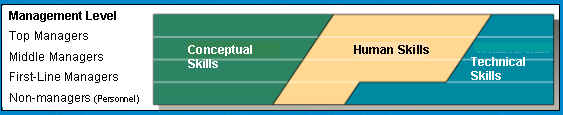 Management Level
Top Managers
Middle Managers
First-Line Managers
Non-managers (Personnel)
Conceptual
Skills
Human Skills
Technical
Skills